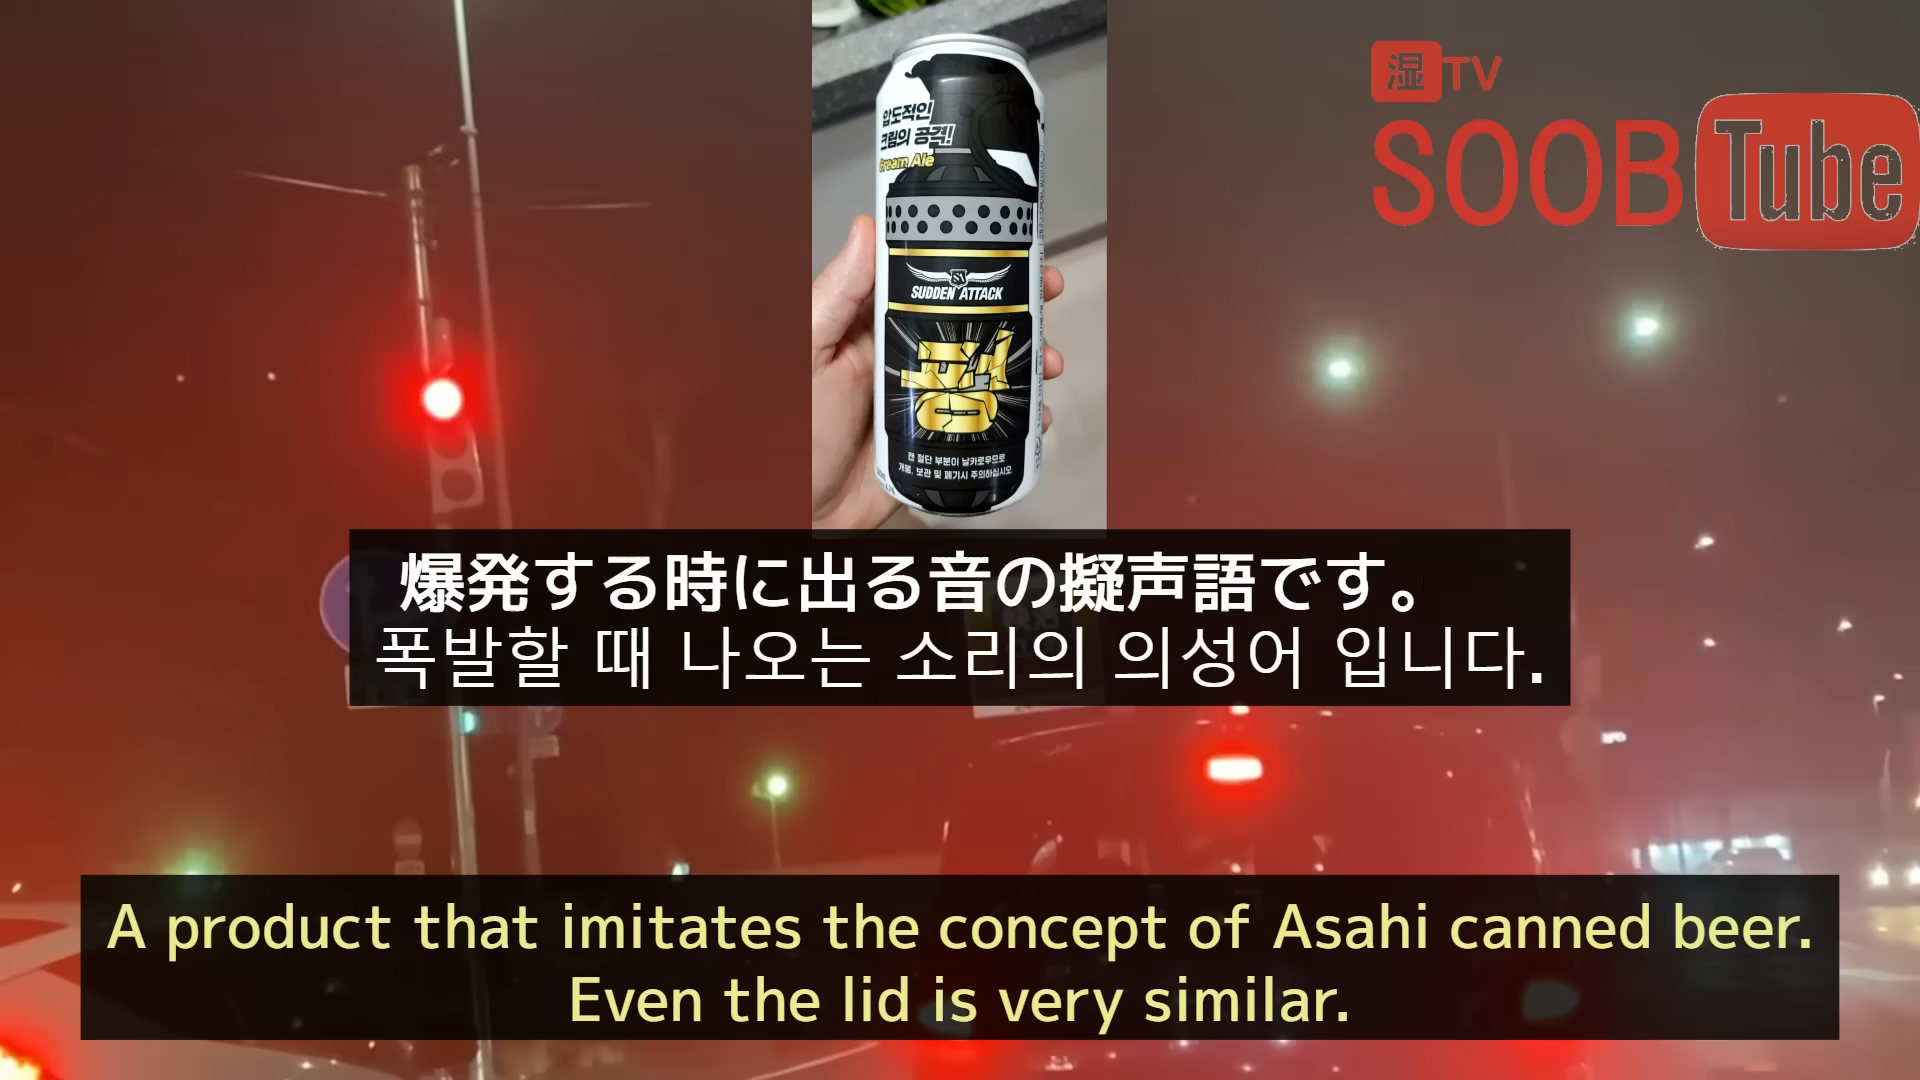 湿TV
SOOBTube
압도적인
크림의 공격!
Cream Ale
SA
SUDDEN ATTACK
펑
캔 절단 부분이 날카로우므로
개봉, 보관 및 폐기시 주의하십시오.
爆発する時に出る音の擬声語です。
폭발할 때 나오는 소리의 의성어 입니다.
A product that imitates the concept of Asahi canned beer.
Even the lid is very similar.